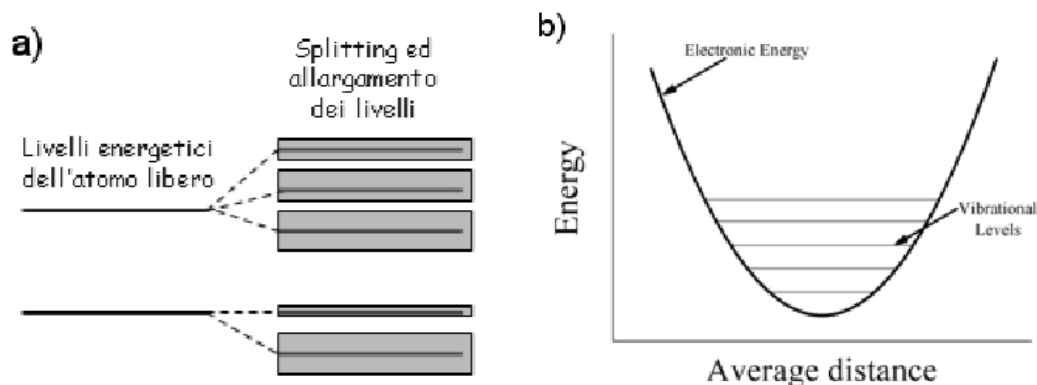 a)
Splitting ed
allargamento
dei livelli
Livelli energetici
dell'atomo libero
b)
Electronic Energy
Energy
Vibrational
Levels
Average distance